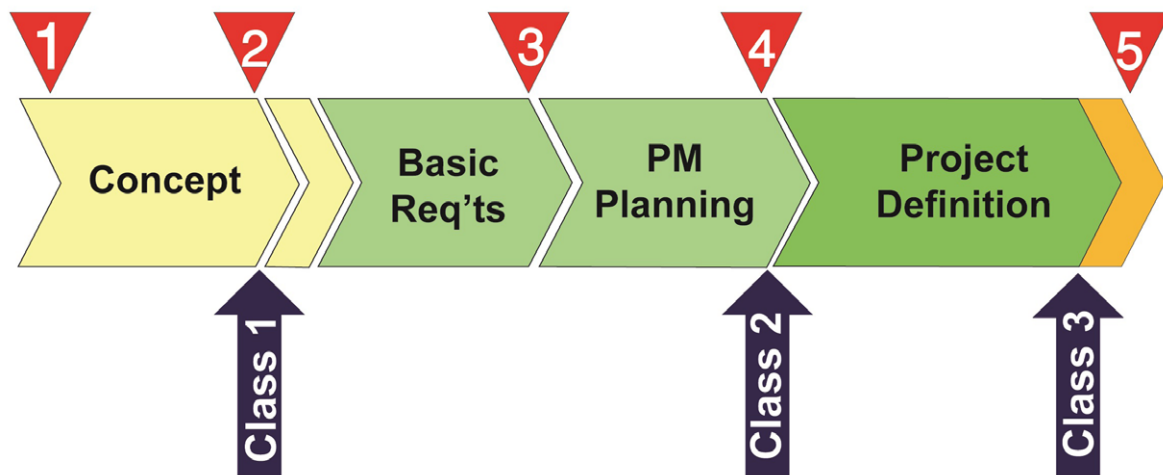 1
2
3
4
5
Concept
Basic
Req'ts
PM
Planning
Project
Definition
Class 1
Class 2
Class 3